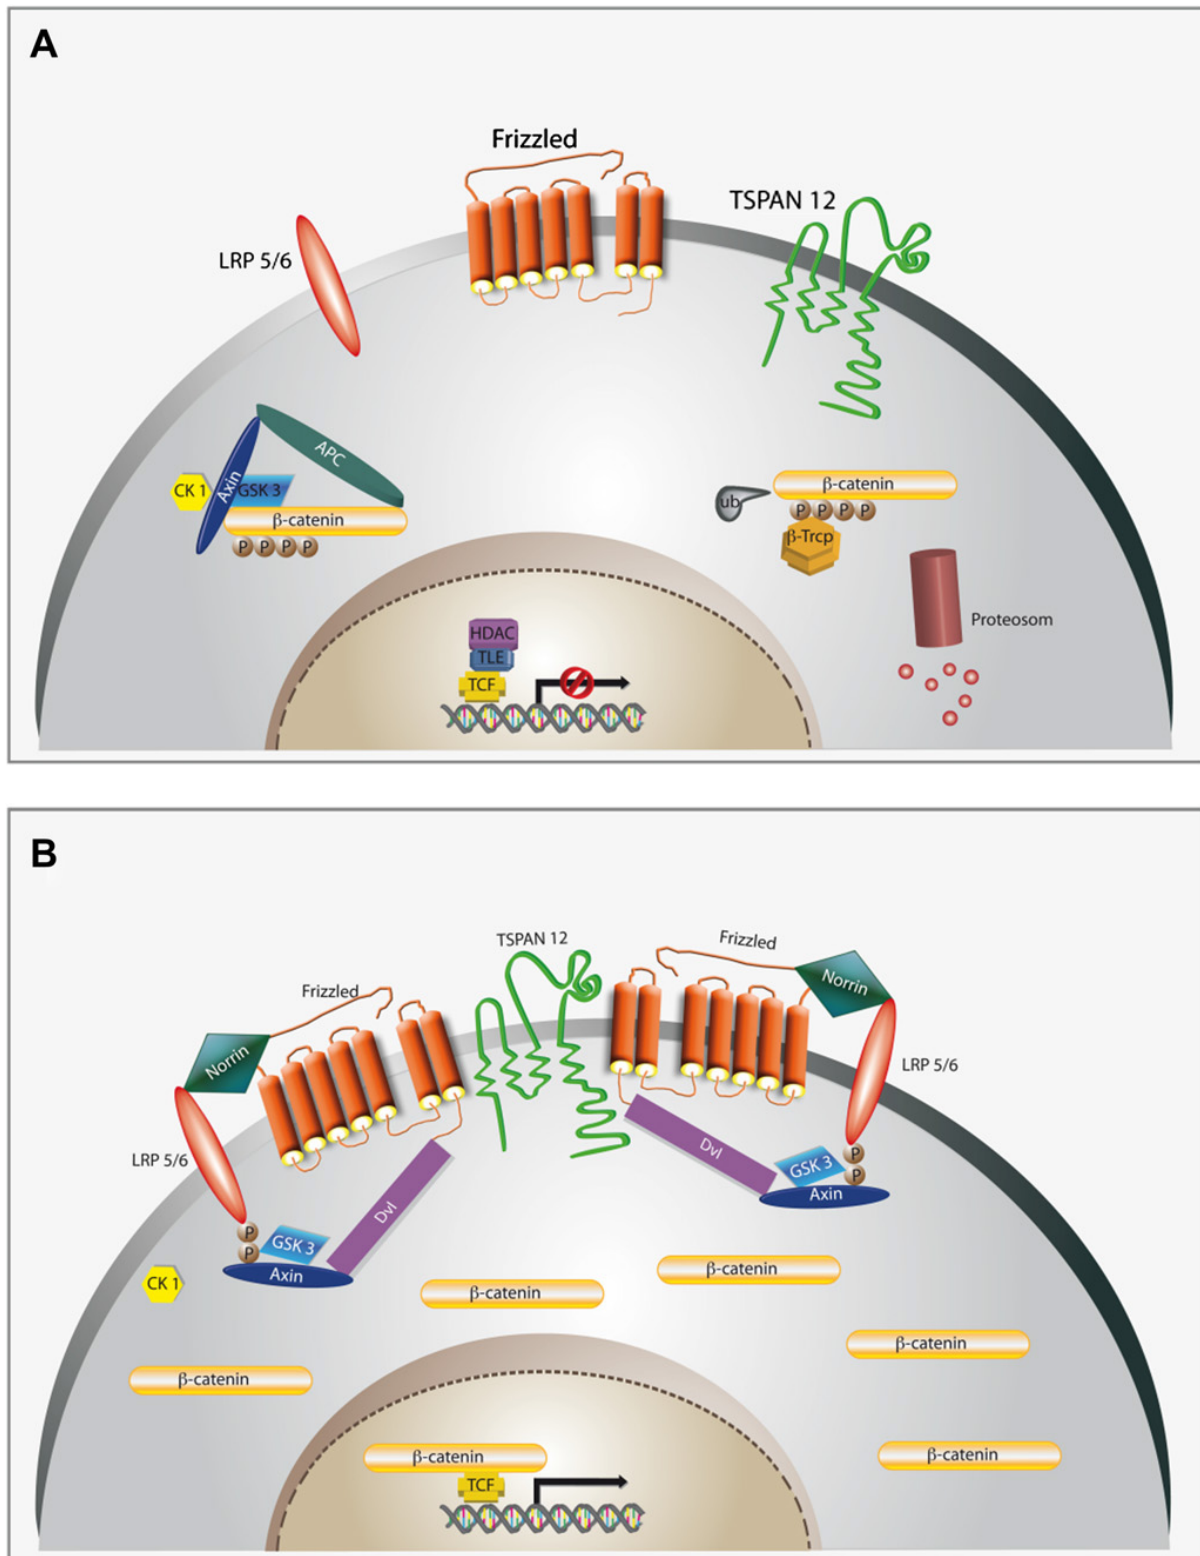 A
Frizzled
TSPAN 12
LRP 5/6
APC
Axin
CK 1
GSK 3
β-catenin
P P P P
β-catenin
ub
P P P P
β-Trcp
Proteosom
HDAC
TLE
TCF
B
TSPAN 12
Frizzled
Frizzled
Norrin
Norrin
LRP 5/6
LRP 5/6
Dvl
GSK 3
P
P
Axin
Dvl
P
P
GSK 3
Axin
CK 1
β-catenin
β-catenin
β-catenin
β-catenin
β-catenin
β-catenin
TCF